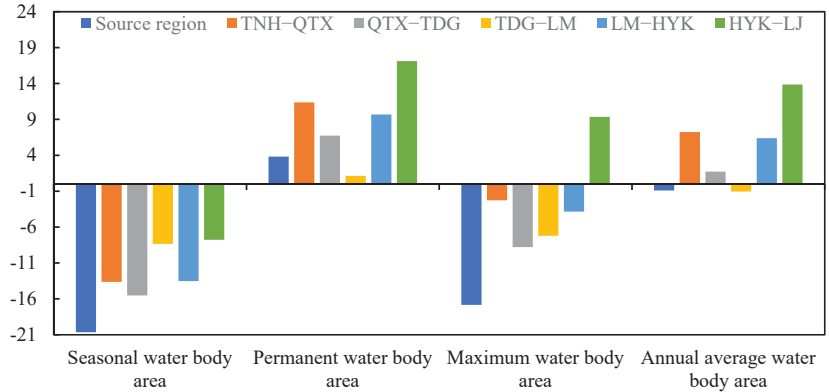 24
Source region TNH−QTX QTX−TDG TDG−LM LM−HYK HYK−LJ
19
14
9
4
-1
-6
-11
-16
-21
Seasonal water body area
Permanent water body area
Maximum water body area
Annual average water body area